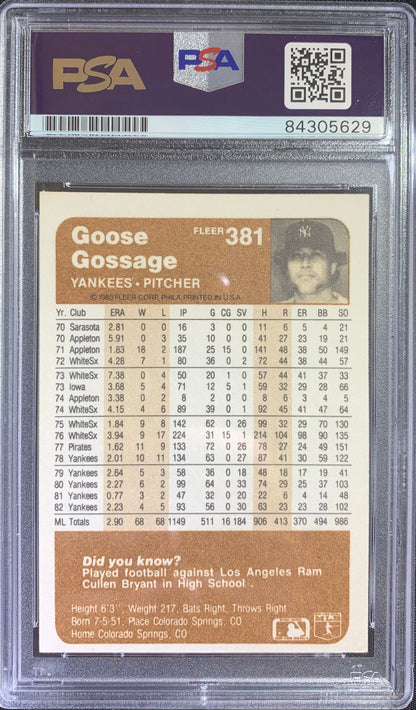 PSA
PSA
84305629
Goose
Gossage
FLEER 381
YANKEES • PITCHER
© 1983 FLEER CORP. PHILA. PRINTED IN U.S.A.
Yr. Club ERA W L IP G CG SV H R ER BB SO
70 Sarasota 2.81 0 0 16 3 0 0 11 6 5 4 21
70 Appleton 5.91 0 3 35 10 0 0 41 27 23 19 21
71 Appleton 1.83 18 2 187 25 15 0 141 48 38 50 149
72 WhiteSx 4.28 7 1 80 36 0 2 72 44 38 44 57
73 WhiteSx 7.38 0 4 50 20 1 0 57 44 41 37 33
73 Iowa 3.68 5 4 71 12 5 1 59 32 29 28 66
74 Appleton 3.38 0 2 8 2 0 0 6 3 4 5
74 WhiteSx 4.15 4 6 89 39 0 1 92 45 41 47 64
75 WhiteSx 1.84 9 8 142 62 0 26 99 32 29 70 130
76 WhiteSx 3.94 9 17 224 31 15 1 214 104 98 90 135
77 Pirates 1.62 11 9 133 72 0 26 78 27 24 49 151
78 Yankees 2.01 10 11 134 63 0 27 87 41 30 59 122
79 Yankees 2.64 5 3 58 36 0 18 48 18 17 19 41
80 Yankees 2.27 6 2 99 64 0 33 74 29 25 37 103
81 Yankees 0.77 3 2 47 32 0 20 22 6 4 14 48
82 Yankees 2.23 4 5 93 56 0 30 63 23 23 28 102
ML Totals 2.90 68 68 1149 511 16 184 906 413 370 494 986
Did you know?
Played football against Los Angeles Ram
Cullen Bryant in High School.
Height 6'3", Weight 217, Bats Right, Throws Right
Born 7-5-51, Place Colorado Springs, CO
Home Colorado Springs, CO
PSA